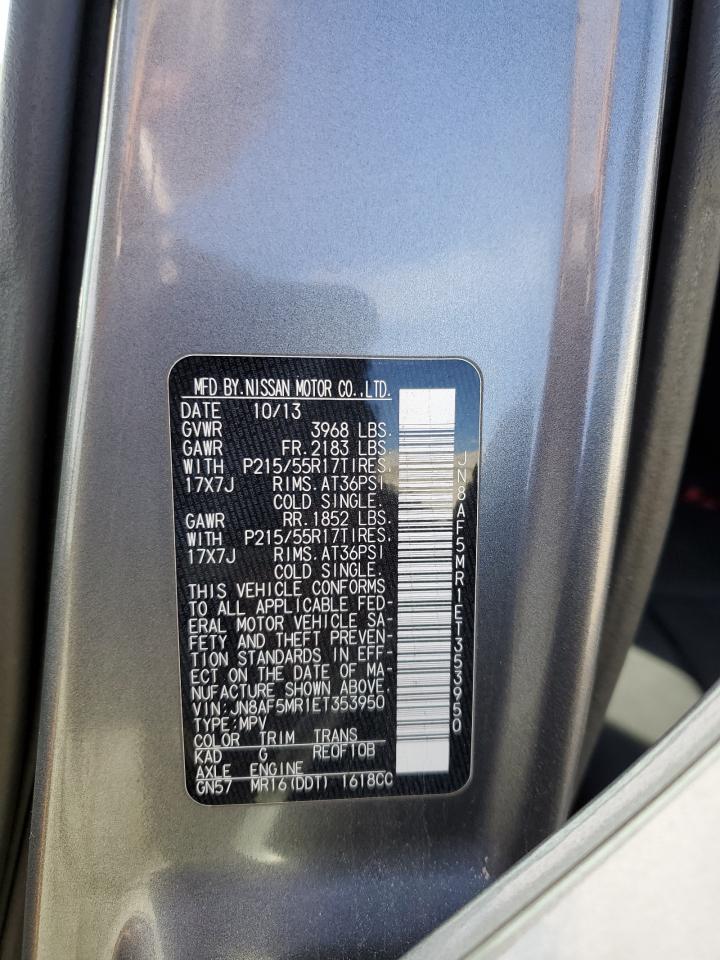 MFD BY.NISSAN MOTOR CO.,LTD.
DATE 10/13
GVWR 3968 LBS.
GAWR FR.2183 LBS.
WITH P215/55R17TIRES.
17X7J RIMS.AT36PSI
COLD SINGLE.
GAWR RR.1852 LBS.
WITH P215/55R17TIRES.
17X7J RIMS.AT36PSI
COLD SINGLE.
THIS VEHICLE CONFORMS
TO ALL APPLICABLE FED-
ERAL MOTOR VEHICLE SA-
FETY AND THEFT PREVEN-
TION STANDARDS IN EFF-
ECT ON THE DATE OF MA-
NUFACTURE SHOWN ABOVE.
VIN:JN8AF5MR1ET353950
TYPE:MPV
COLOR TRIM TRANS
KAD G RE0F10B
AXLE ENGINE
GN57 MR16(DDT) 1618CC
JN8AF5MR1ET353950